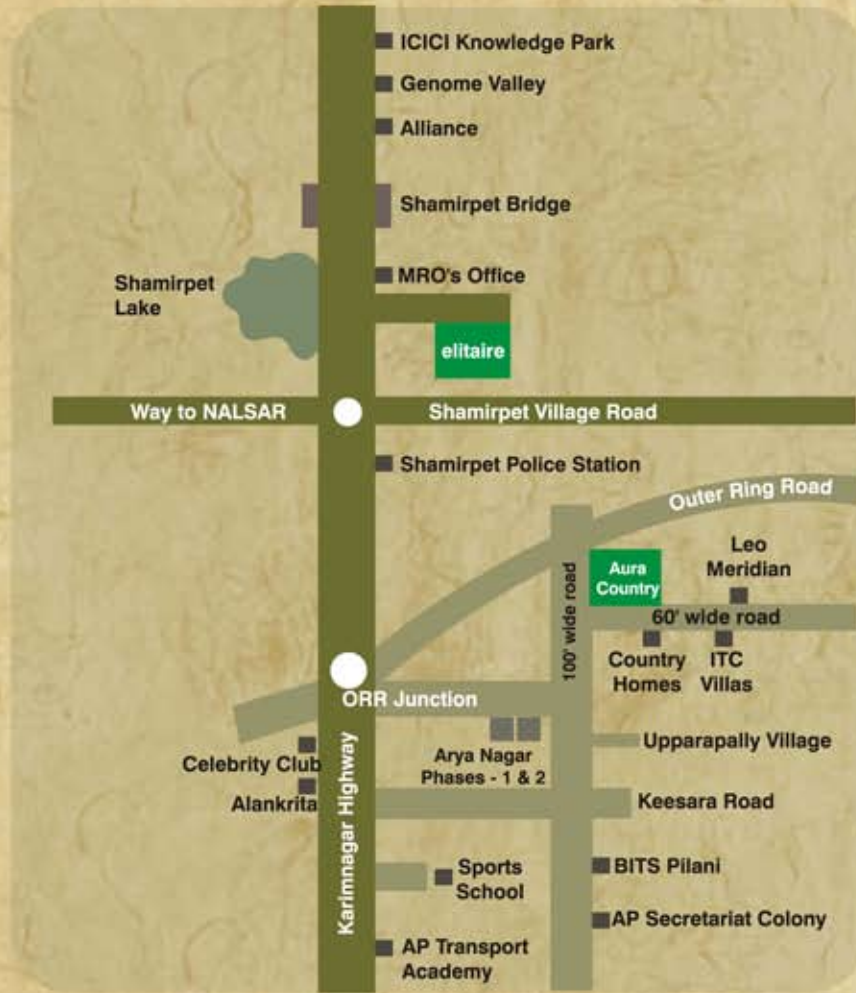 ICICI Knowledge Park
Genome Valley
Alliance
Shamirpet Bridge
MRO's Office
Shamirpet
Lake
elitaire
Way to NALSAR
Shamirpet Village Road
Shamirpet Police Station
Outer Ring Road
Leo
Meridian
Aura
Country
100' wide road
60' wide road
Country
Homes
ITC
Villas
ORR Junction
Upparapally Village
Arya Nagar
Phases - 1 & 2
Celebrity Club
Alankrita
Karimnagar Highway
Keesara Road
Sports
School
BITS Pilani
AP Secretariat Colony
AP Transport
Academy